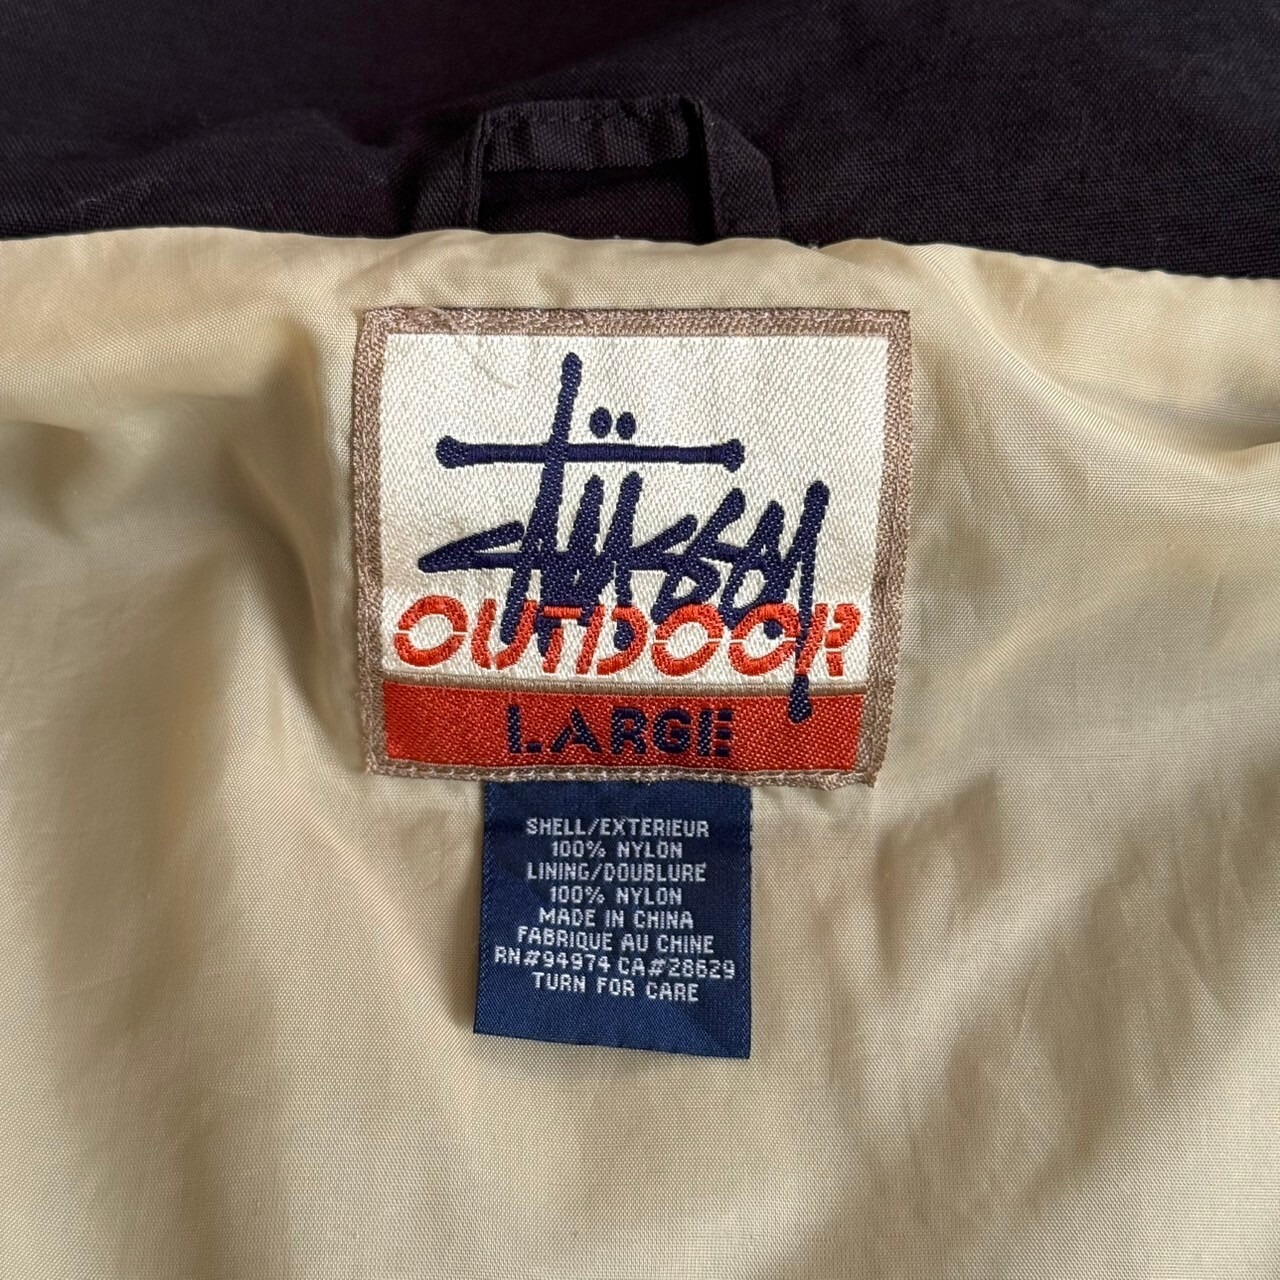 Stüssy
OUTDOOR
LARGE
SHELL/EXTERIEUR
100% NYLON
LINING/DOUBLURE
100% NYLON
MADE IN CHINA
FABRIQUE AU CHINE
RN#94974 CA#28629
TURN FOR CARE